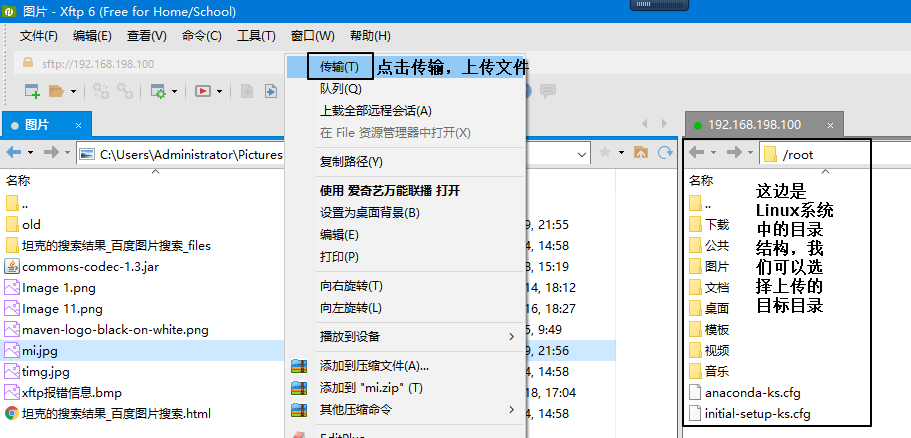 图片 - Xftp 6 (Free for Home/School)
文件(F) 编辑(E) 查看(V) 命令(C) 工具(T) 窗口(W) 帮助(H)
sftp://192.168.198.100
传输(T) 点击传输，上传文件
队列(Q)
上载全部远程会话(A)
在 File 资源管理器中打开(X)
复制路径(Y)
使用 爱奇艺万能联播 打开
设置为桌面背景(B)
编辑(E)
打印(P)
向右旋转(T)
向左旋转(L)
播放到设备
添加到压缩文件(A)...
添加到 "mi.zip" (T)
其他压缩命令
图片 ×
C:\Users\Administrator\Pictures
名称
..
old 9, 21:55
坦克的搜索结果_百度图片搜索_files 4, 14:58
commons-codec-1.3.jar 8, 15:19
Image 1.png 14, 18:12
Image 11.png 16, 18:27
maven-logo-black-on-white.png 5, 9:49
mi.jpg 9, 21:56
timg.jpg 4, 14:58
xftp报错信息.bmp 18, 17:04
坦克的搜索结果_百度图片搜索.html 4, 14:58
192.168.198.100 ×
/root
名称
..
下载
公共
图片
文档
桌面
模板
视频
音乐
anaconda-ks.cfg
initial-setup-ks.cfg
这边是
Linux系统
中的目录
结构，我
们可以选
择上传的
目标目录